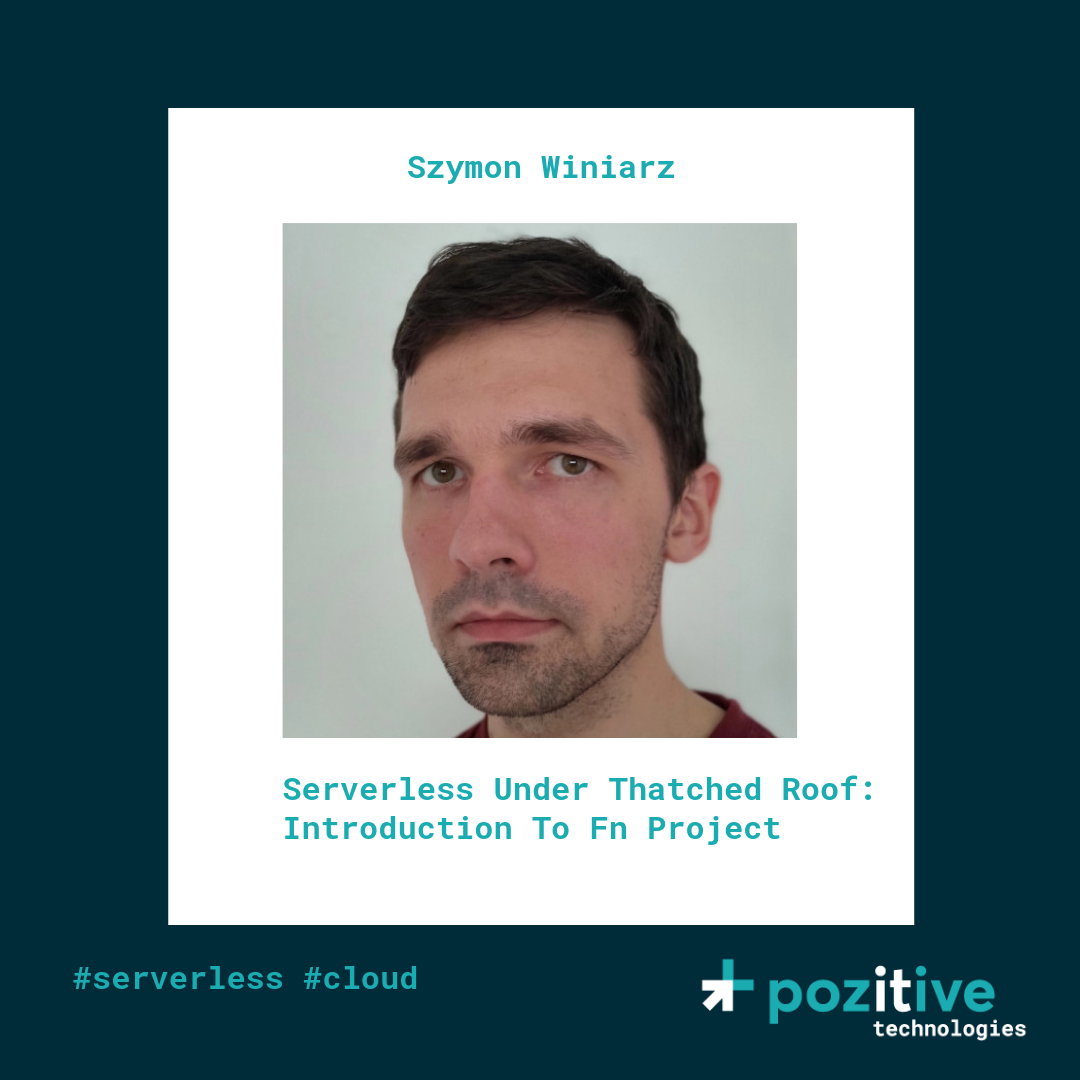 Szymon Winiarz
Serverless Under Thatched Roof:
Introduction To Fn Project
#serverless #cloud
pozitive
technologies